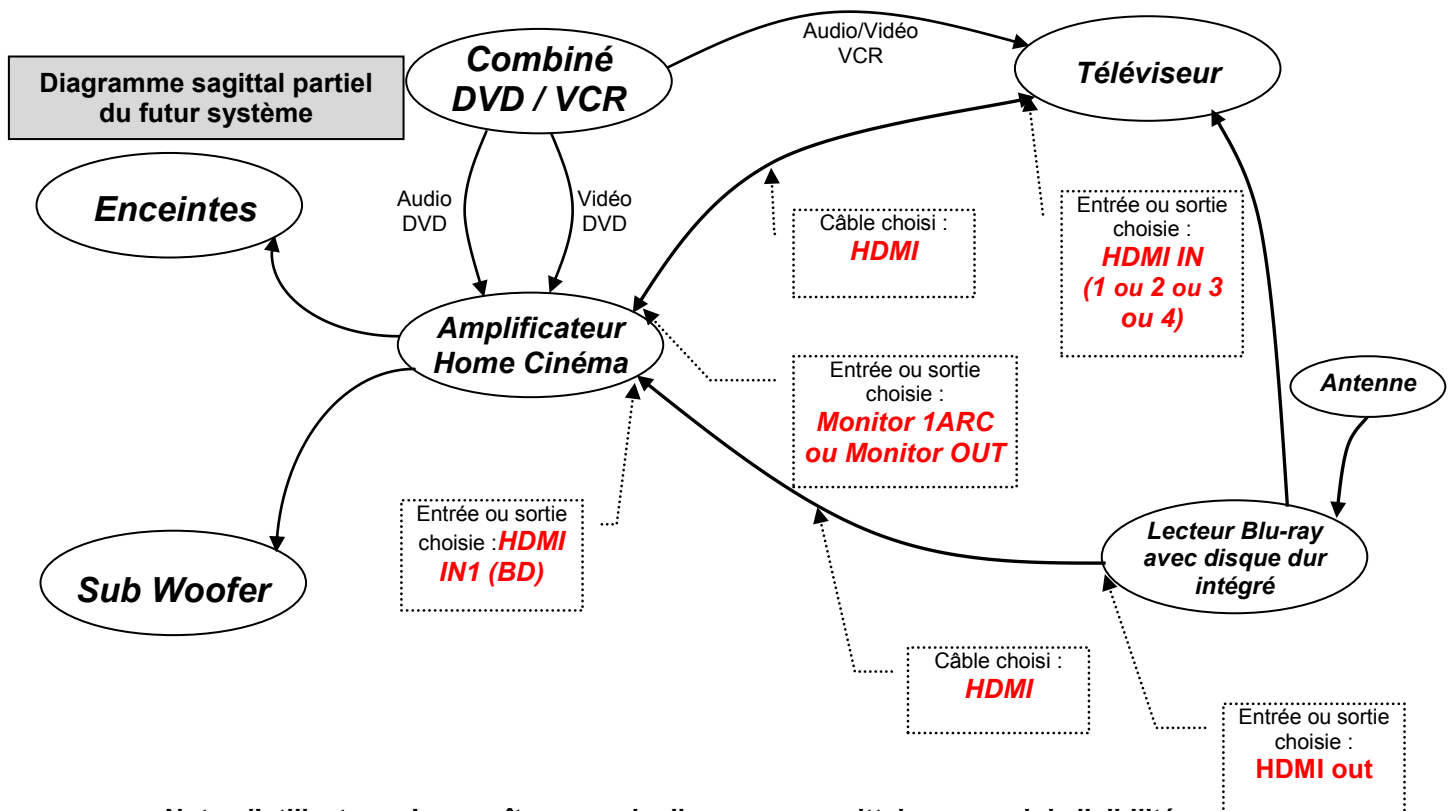 Diagramme sagittal partiel
du futur système
Combiné
DVD / VCR
Audio/Vidéo
VCR
Téléviseur
Enceintes
Audio
DVD
Vidéo
DVD
Câble choisi :
HDMI
Entrée ou sortie
choisie :
HDMI IN
(1 ou 2 ou 3
ou 4)
Amplificateur
Home Cinéma
Entrée ou sortie
choisie :
Monitor 1ARC
ou Monitor OUT
Antenne
Entrée ou sortie
choisie :HDMI
IN1 (BD)
Lecteur Blu-ray
avec disque dur
intégré
Sub Woofer
Câble choisi :
HDMI
Entrée ou sortie
choisie :
HDMI out